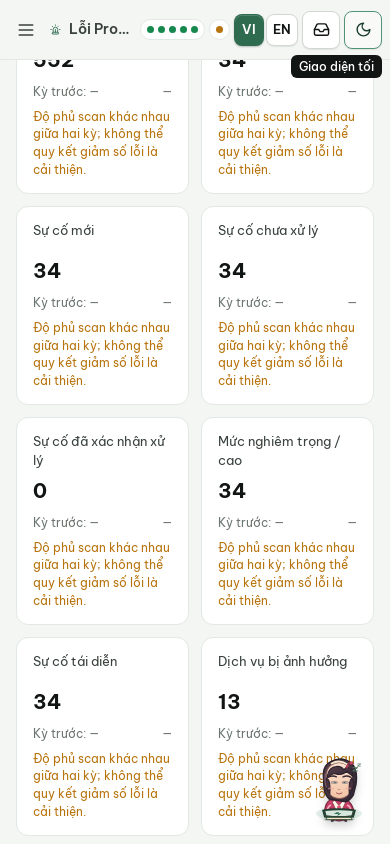 Lỗi Pro...
VI
EN
Giao diện tối
552
34
Kỳ trước: — —
Kỳ trước: — —
Độ phủ scan khác nhau
giữa hai kỳ; không thể
quy kết giảm số lỗi là
cải thiện.
Độ phủ scan khác nhau
giữa hai kỳ; không thể
quy kết giảm số lỗi là
cải thiện.
Sự cố mới
34
Kỳ trước: — —
Độ phủ scan khác nhau
giữa hai kỳ; không thể
quy kết giảm số lỗi là
cải thiện.
Sự cố chưa xử lý
34
Kỳ trước: — —
Độ phủ scan khác nhau
giữa hai kỳ; không thể
quy kết giảm số lỗi là
cải thiện.
Sự cố đã xác nhận xử
lý
0
Kỳ trước: — —
Độ phủ scan khác nhau
giữa hai kỳ; không thể
quy kết giảm số lỗi là
cải thiện.
Mức nghiêm trọng /
cao
34
Kỳ trước: — —
Độ phủ scan khác nhau
giữa hai kỳ; không thể
quy kết giảm số lỗi là
cải thiện.
Sự cố tái diễn
34
Kỳ trước: — —
Độ phủ scan khác nhau
giữa hai kỳ; không thể
quy kết giảm số lỗi là
cải thiện.
Dịch vụ bị ảnh hưởng
13
Kỳ trước: — —
Độ phủ scan khác nhau
giữa hai kỳ; không
quy kết giảm số lỗi
cải thiện.